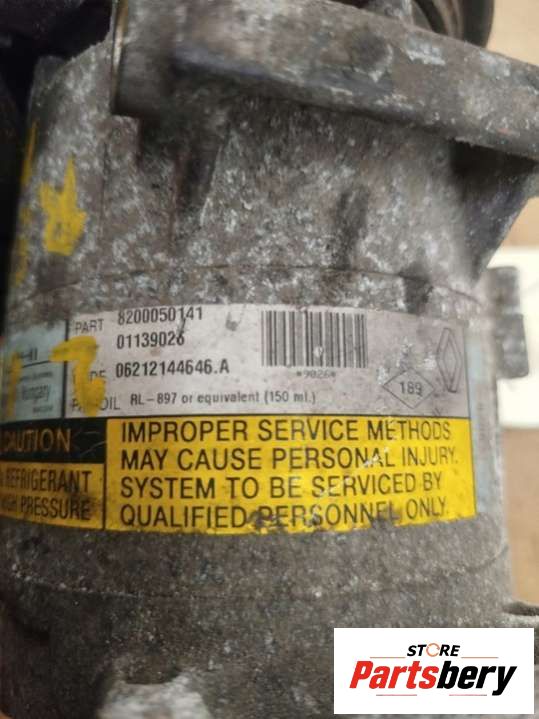 PART 8200050141
01139026
06212144646.A
OIL RL-897 or equivalent (150 ml.)
*9026*
189
Hungary
CAUTION
REFRIGERANT
PRESSURE
IMPROPER SERVICE METHODS
MAY CAUSE PERSONAL INJURY.
SYSTEM TO BE SERVICED BY
QUALIFIED PERSONNEL ONLY.
STORE
Partsbery